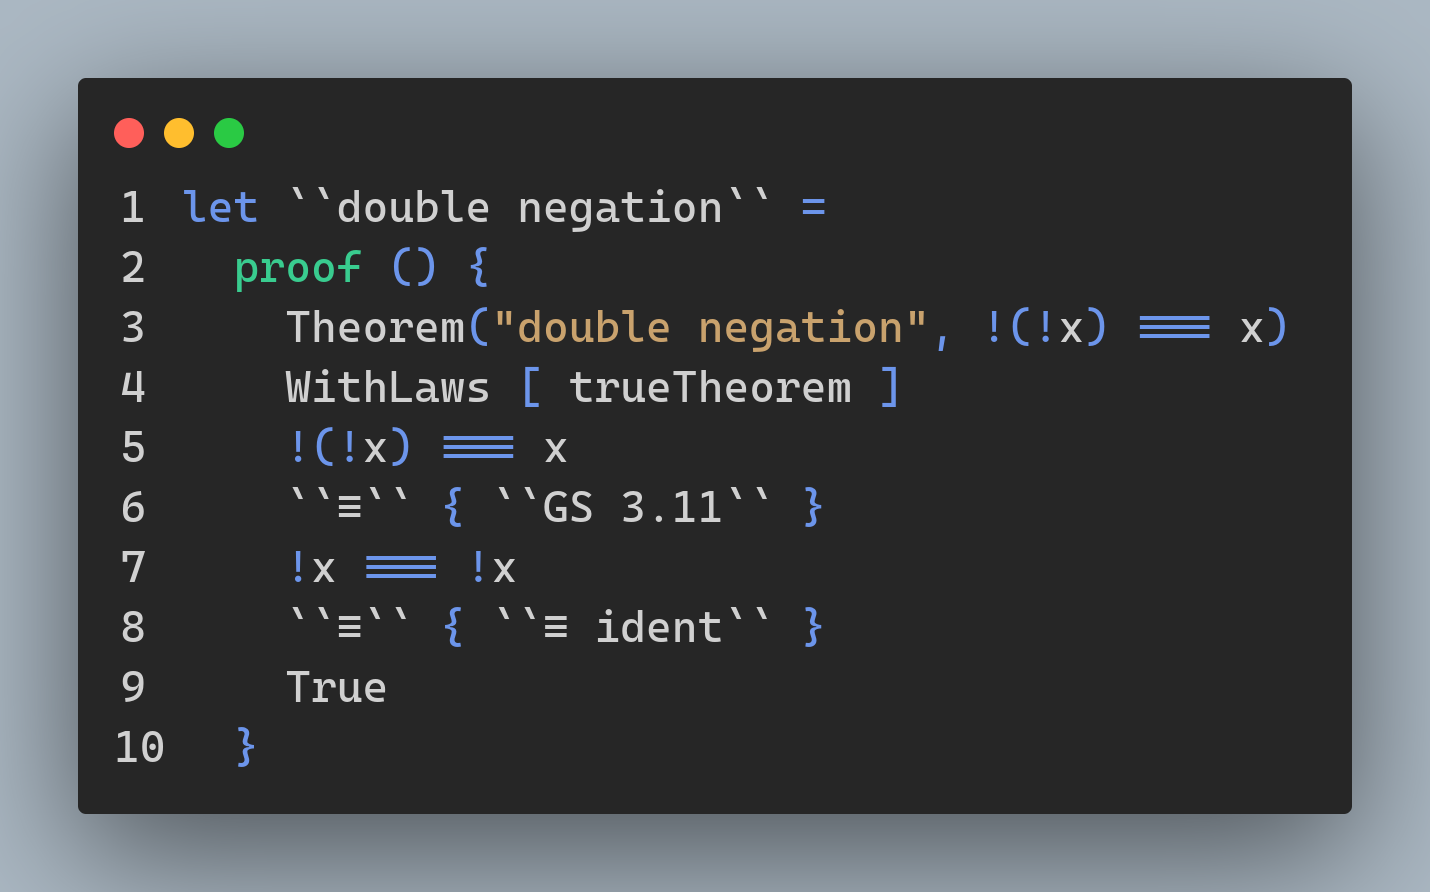 1 let ``double negation`` =
2   proof () {
3     Theorem("double negation", !(!x) === x)
4     WithLaws [ trueTheorem ]
5     !(!x) === x
6     ``≡`` { ``GS 3.11`` }
7     !x === !x
8     ``≡`` { ``≡ ident`` }
9     True
10   }